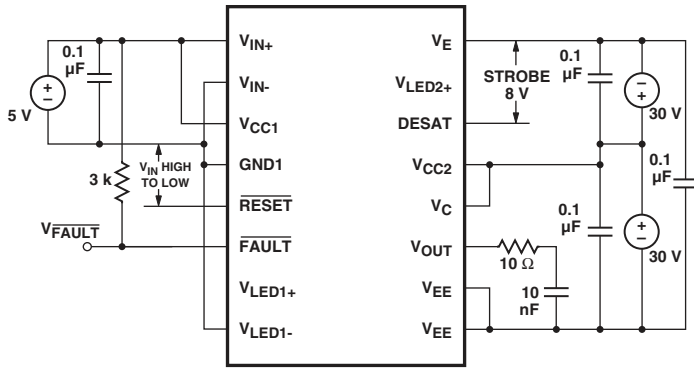 0.1
µF
+
−
5 V
3 k
V_IN HIGH
TO LOW
V_FAULT
V_IN+
V_IN-
V_CC1
GND1
RESET
FAULT
V_LED1+
V_LED1-
V_E
V_LED2+
DESAT
V_CC2
V_C
V_OUT
V_EE
V_EE
STROBE
8 V
0.1
µF
−
+
30 V
0.1
µF
0.1
µF
+
−
30 V
10 Ω
10
nF